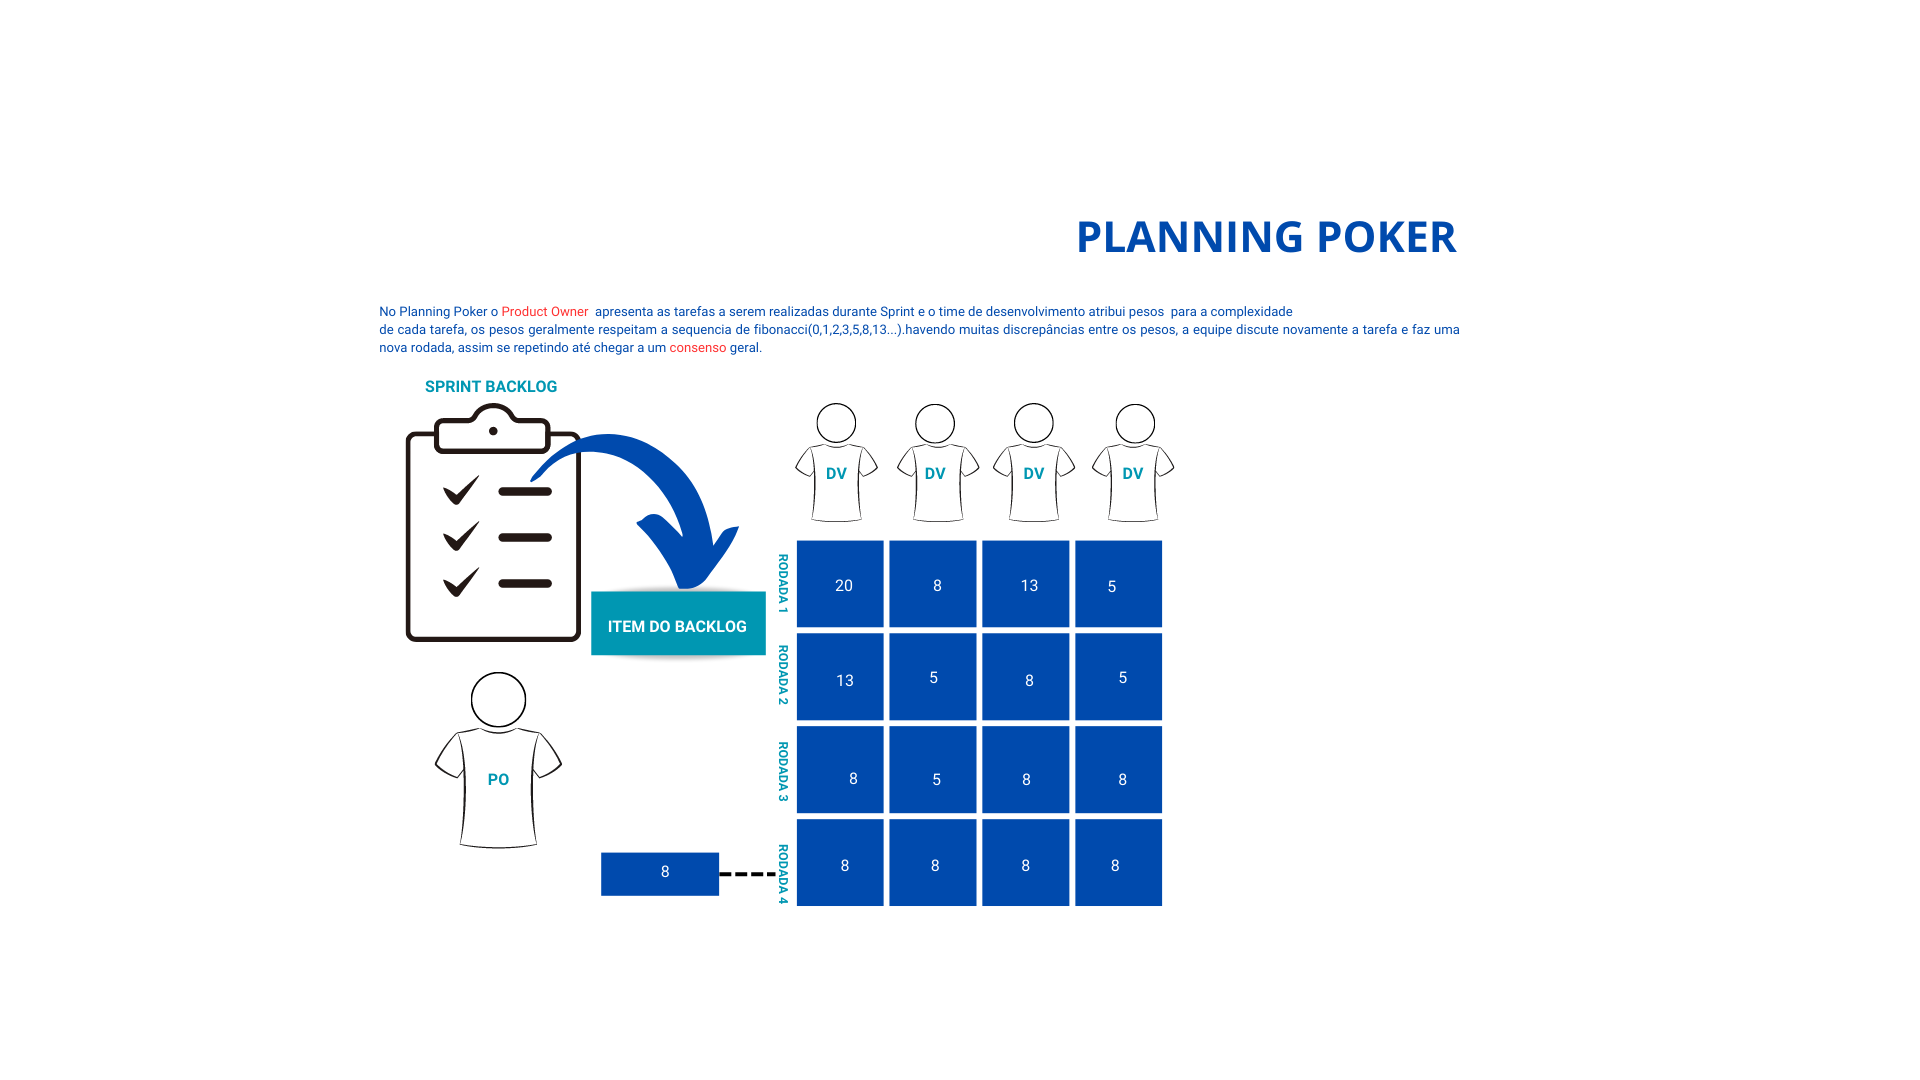 PLANNING POKER
No Planning Poker o Product Owner apresenta as tarefas a serem realizadas durante Sprint e o time de desenvolvimento atribui pesos para a complexidade
de cada tarefa, os pesos geralmente respeitam a sequencia de fibonacci(0,1,2,3,5,8,13...).havendo muitas discrepâncias entre os pesos, a equipe discute novamente a tarefa e faz uma
nova rodada, assim se repetindo até chegar a um consenso geral.
SPRINT BACKLOG
ITEM DO BACKLOG
PO
DV DV DV DV
RODADA 1
20 8 13 5
RODADA 2
13 5 8 5
RODADA 3
8 5 8 8
RODADA 4
8 8 8 8
8